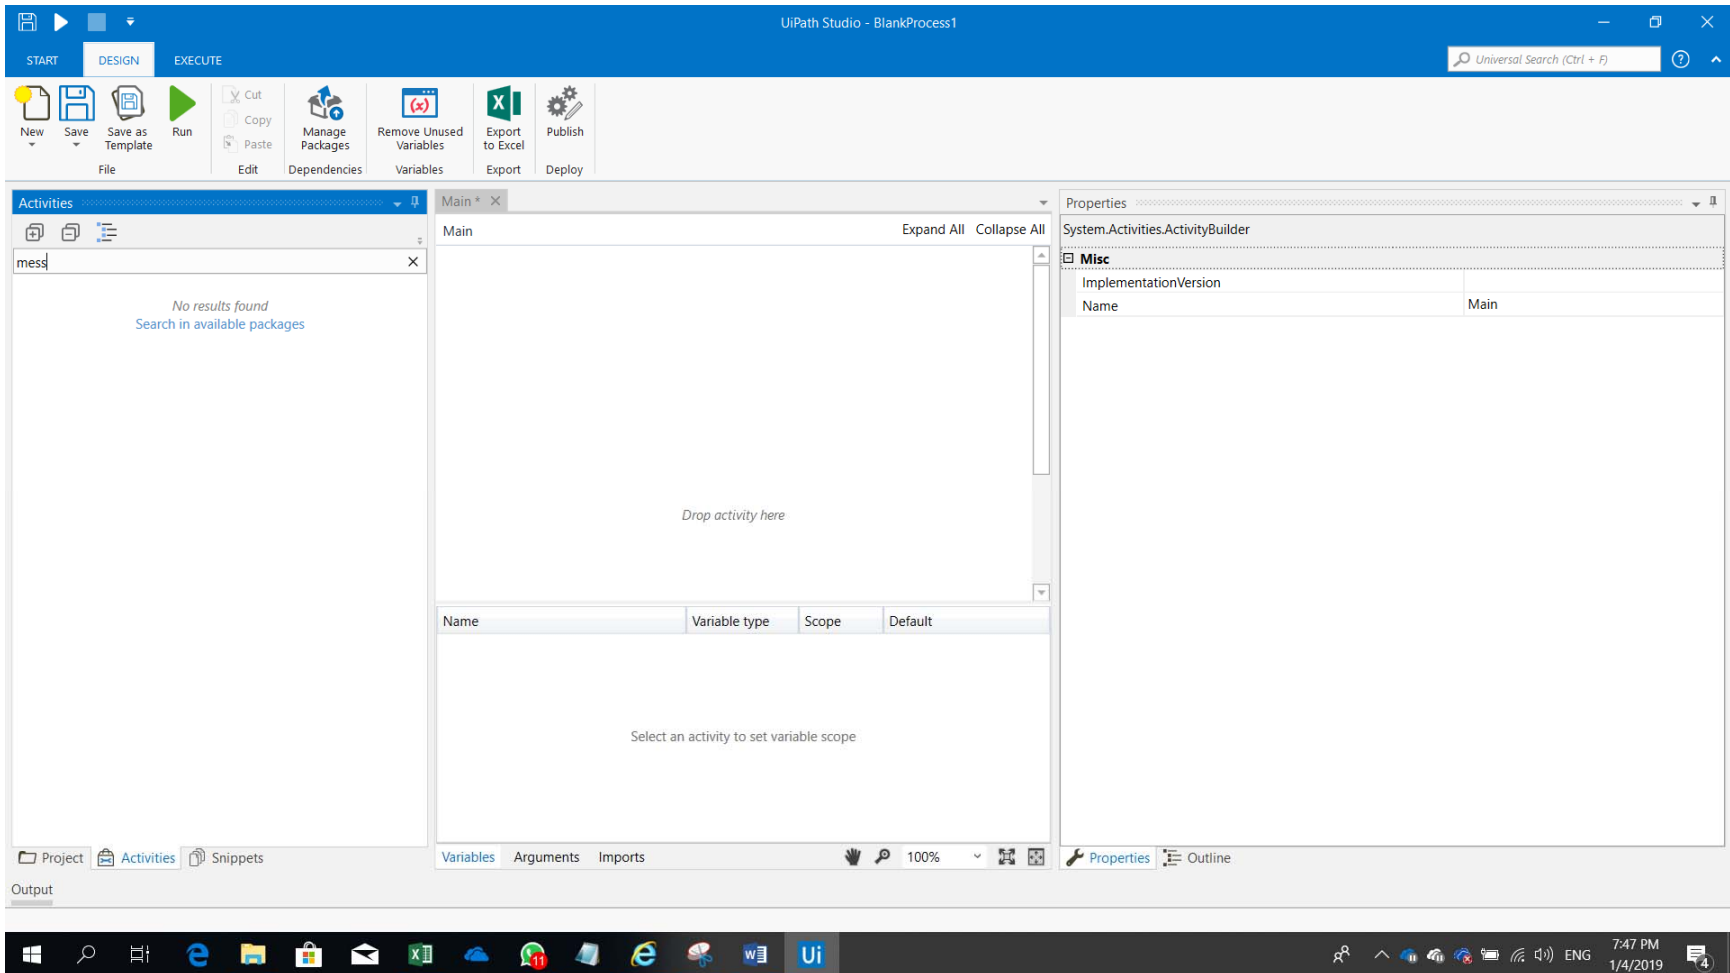 UiPath Studio - BlankProcess1
START DESIGN EXECUTE
Universal Search (Ctrl + F)
New Save Save as Template Run
Cut
Copy
Paste
Manage Packages
Remove Unused Variables
Export to Excel
Publish
File Edit Dependencies Variables Export Deploy
Activities
mess
No results found
Search in available packages
Main * 
Main Expand All Collapse All
Drop activity here
Name Variable type Scope Default
Select an activity to set variable scope
Variables Arguments Imports 100%
Properties
System.Activities.ActivityBuilder
Misc
ImplementationVersion
Name Main
Project Activities Snippets
Properties Outline
Output
11
W
Ui
ENG
7:47 PM
1/4/2019
4